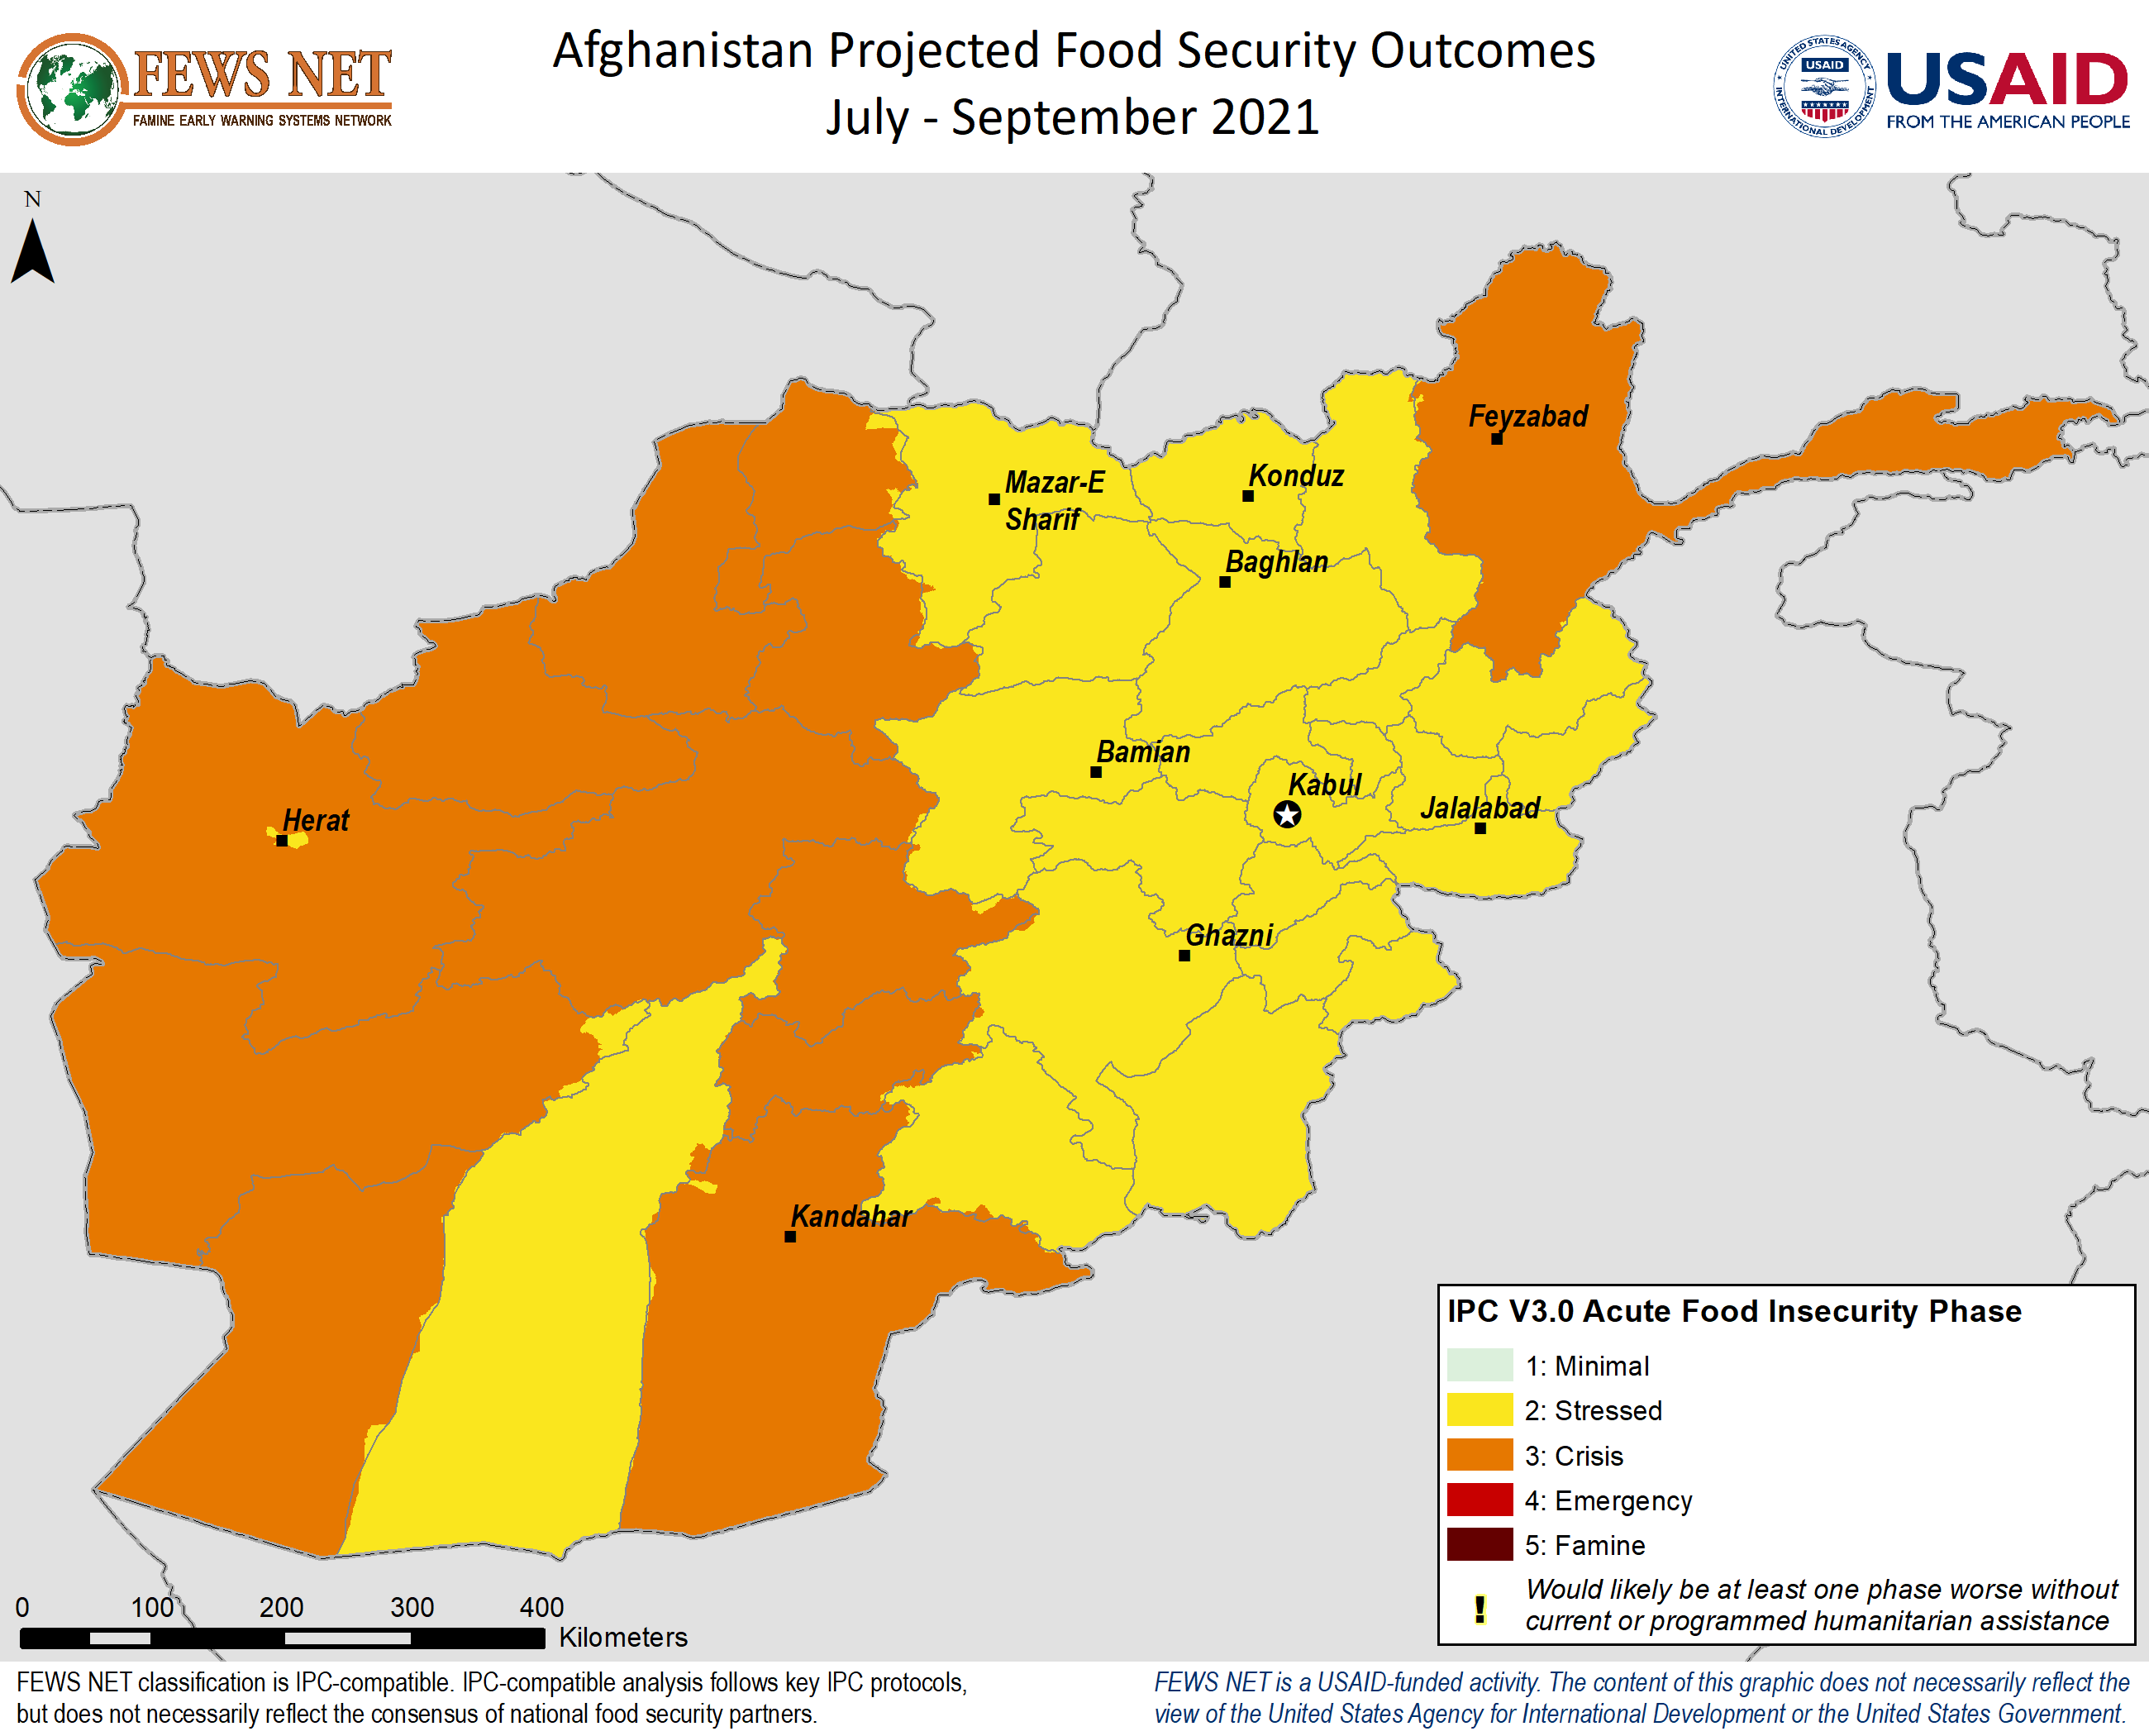 FEWS NET
FAMINE EARLY WARNING SYSTEMS NETWORK
Afghanistan Projected Food Security Outcomes
July - September 2021
UNITED STATES AGENCY
USAID
INTERNATIONAL DEVELOPMENT
USAID
FROM THE AMERICAN PEOPLE
N
Feyzabad
Mazar-E
Sharif
Konduz
Baghlan
Bamian
Kabul
Jalalabad
Herat
Ghazni
Kandahar
IPC V3.0 Acute Food Insecurity Phase
1: Minimal
2: Stressed
3: Crisis
4: Emergency
5: Famine
! Would likely be at least one phase worse without
current or programmed humanitarian assistance
0 100 200 300 400
Kilometers
FEWS NET classification is IPC-compatible. IPC-compatible analysis follows key IPC protocols,
but does not necessarily reflect the consensus of national food security partners.
FEWS NET is a USAID-funded activity. The content of this graphic does not necessarily reflect the
view of the United States Agency for International Development or the United States Government.